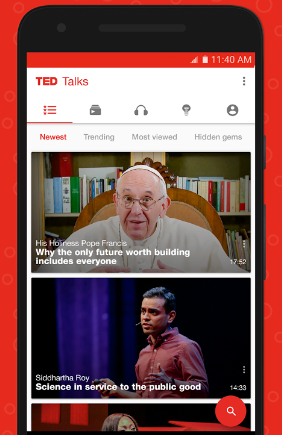 11:40 AM
TED Talks
Newest Trending Most viewed Hidden gems
His Holiness Pope Francis
Why the only future worth building
includes everyone
17:52
Siddhartha Roy
Science in service to the public good
14:33